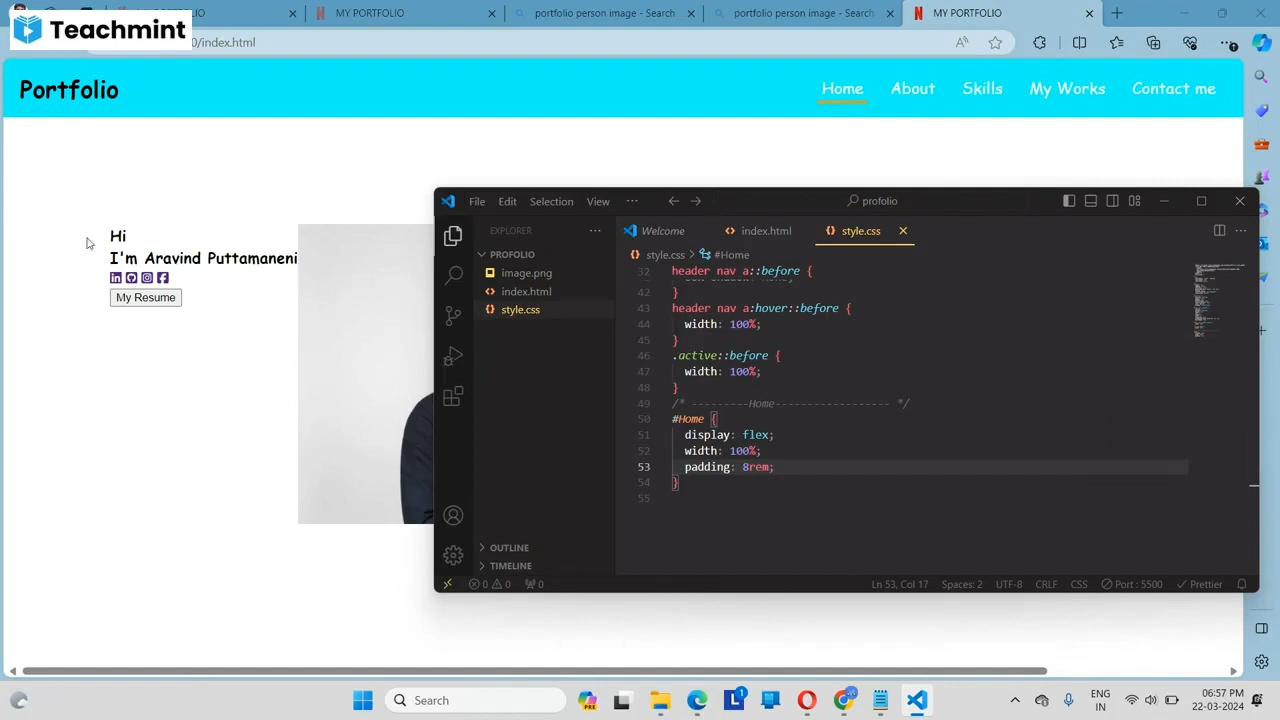 MY PORTFOLIO
portfolio person image - Search
portfolio person image - Search
MY PORTFOLIO
Teachmint
0/index.html
Portfolio
Home About Skills My Works Contact me
Hi
I'm Aravind Puttamaneni
My Resume
File Edit Selection View ··· profolio
EXPLORER ···
PROFOLIO
image.png
index.html
style.css
OUTLINE
TIMELINE
Welcome index.html style.css
style.css > #Home
32 header nav a::before {
42 }
43 header nav a:hover::before {
44 width: 100%;
45 }
46 .active::before {
47 width: 100%;
48 }
49 /* ---------Home----------------- */
50 #Home {
51 display: flex;
52 width: 100%;
53 padding: 8rem;
54 }
55
0 0 0 Ln 53, Col 17 Spaces: 2 UTF-8 CRLF CSS Port : 5500 Prettier
Search
ENG
IN
06:57 PM
22-03-2024